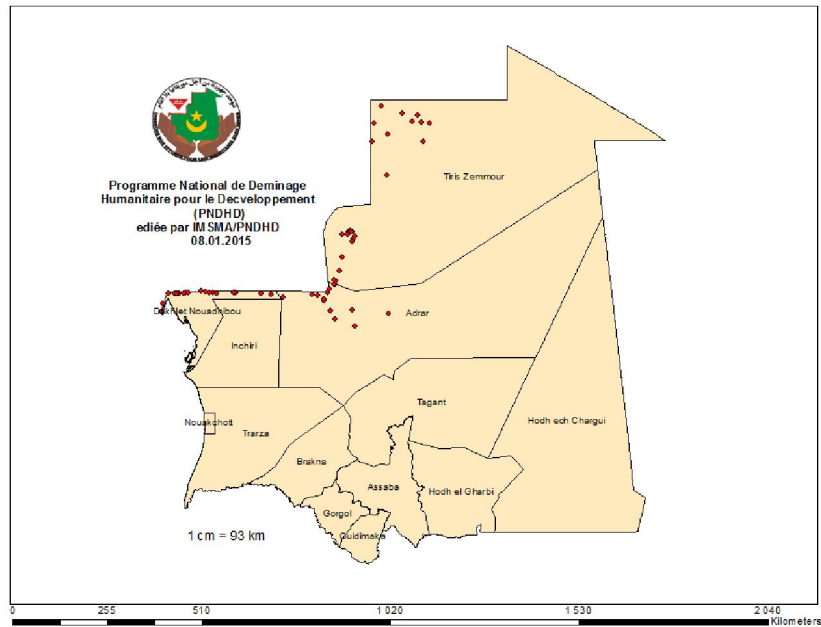 Programme National de Deminage
Humanitaire pour le Decveloppement
(PNDHD)
ediée par IMSMA/PNDHD
08.01.2015
Tiris Zemmour
Adrar
Inchiri
Tagant
Hodh ech Chargui
Nouakchott
Trarza
Brakna
Assaba
Hodh el Gharbi
Gorgol
Guidimaka
1 cm = 93 km
0 255 510 1 020 1 530 2 040
Kilometers